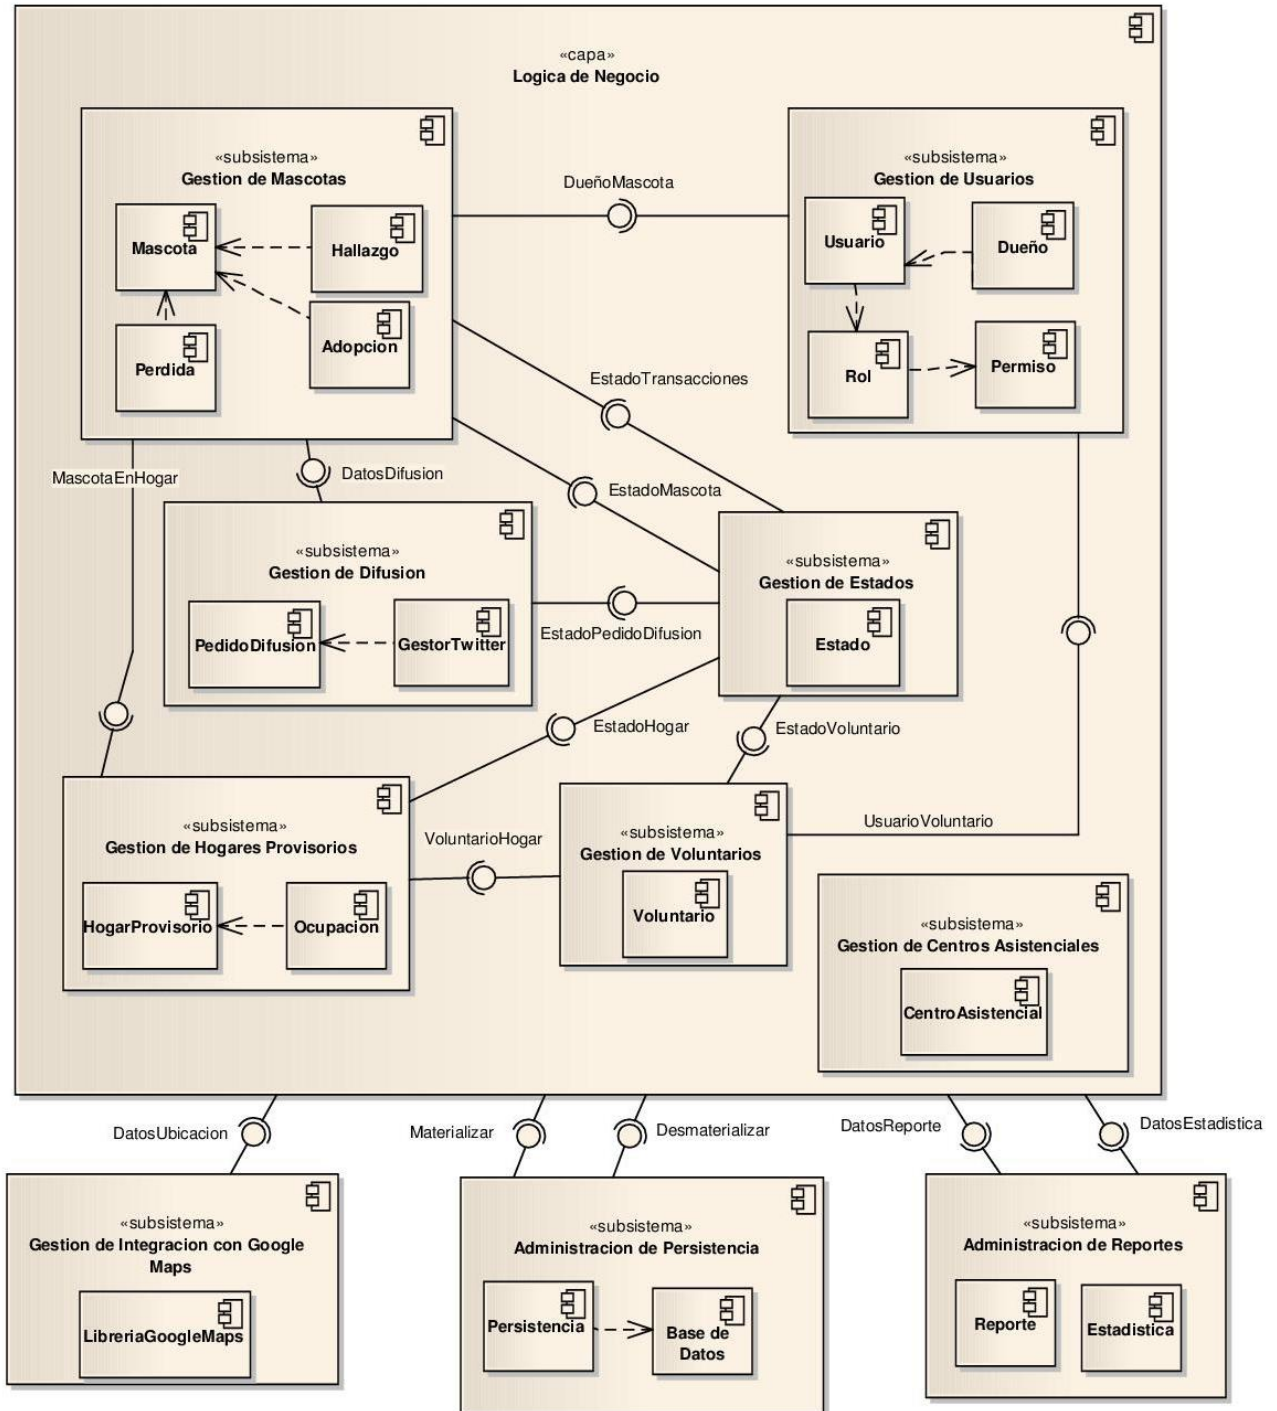 «capa»
Logica de Negocio
«subsistema»
Gestion de Mascotas
Mascota
Hallazgo
Adopcion
Perdida
DueñoMascota
«subsistema»
Gestion de Usuarios
Usuario
Dueño
Rol
Permiso
EstadoTransacciones
MascotaEnHogar
DatosDifusion
EstadoMascota
«subsistema»
Gestion de Difusion
PedidoDifusion
GestorTwitter
EstadoPedidoDifusion
«subsistema»
Gestion de Estados
Estado
EstadoHogar
EstadoVoluntario
«subsistema»
Gestion de Hogares Provisorios
HogarProvisorio
Ocupacion
VoluntarioHogar
«subsistema»
Gestion de Voluntarios
Voluntario
UsuarioVoluntario
«subsistema»
Gestion de Centros Asistenciales
CentroAsistencial
DatosUbicacion
Materializar
Desmaterializar
DatosReporte
DatosEstadistica
«subsistema»
Gestion de Integracion con Google
Maps
LibreriaGoogleMaps
«subsistema»
Administracion de Persistencia
Persistencia
Base de
Datos
«subsistema»
Administracion de Reportes
Reporte
Estadistica